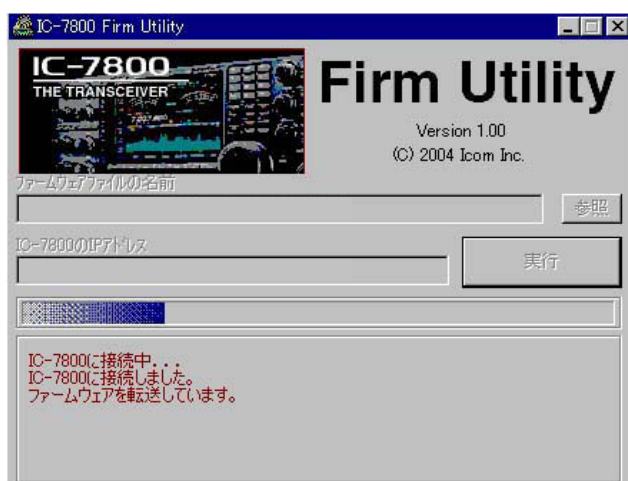 IC-7800 Firm Utility
IC-7800
THE TRANSCEIVER
Firm Utility
Version 1.00
(C) 2004 Icom Inc.
ファームウェアファイルの名前
参照
IC-7800のIPアドレス
実行
IC-7800に接続中...
IC-7800に接続しました。
ファームウェアを転送しています。